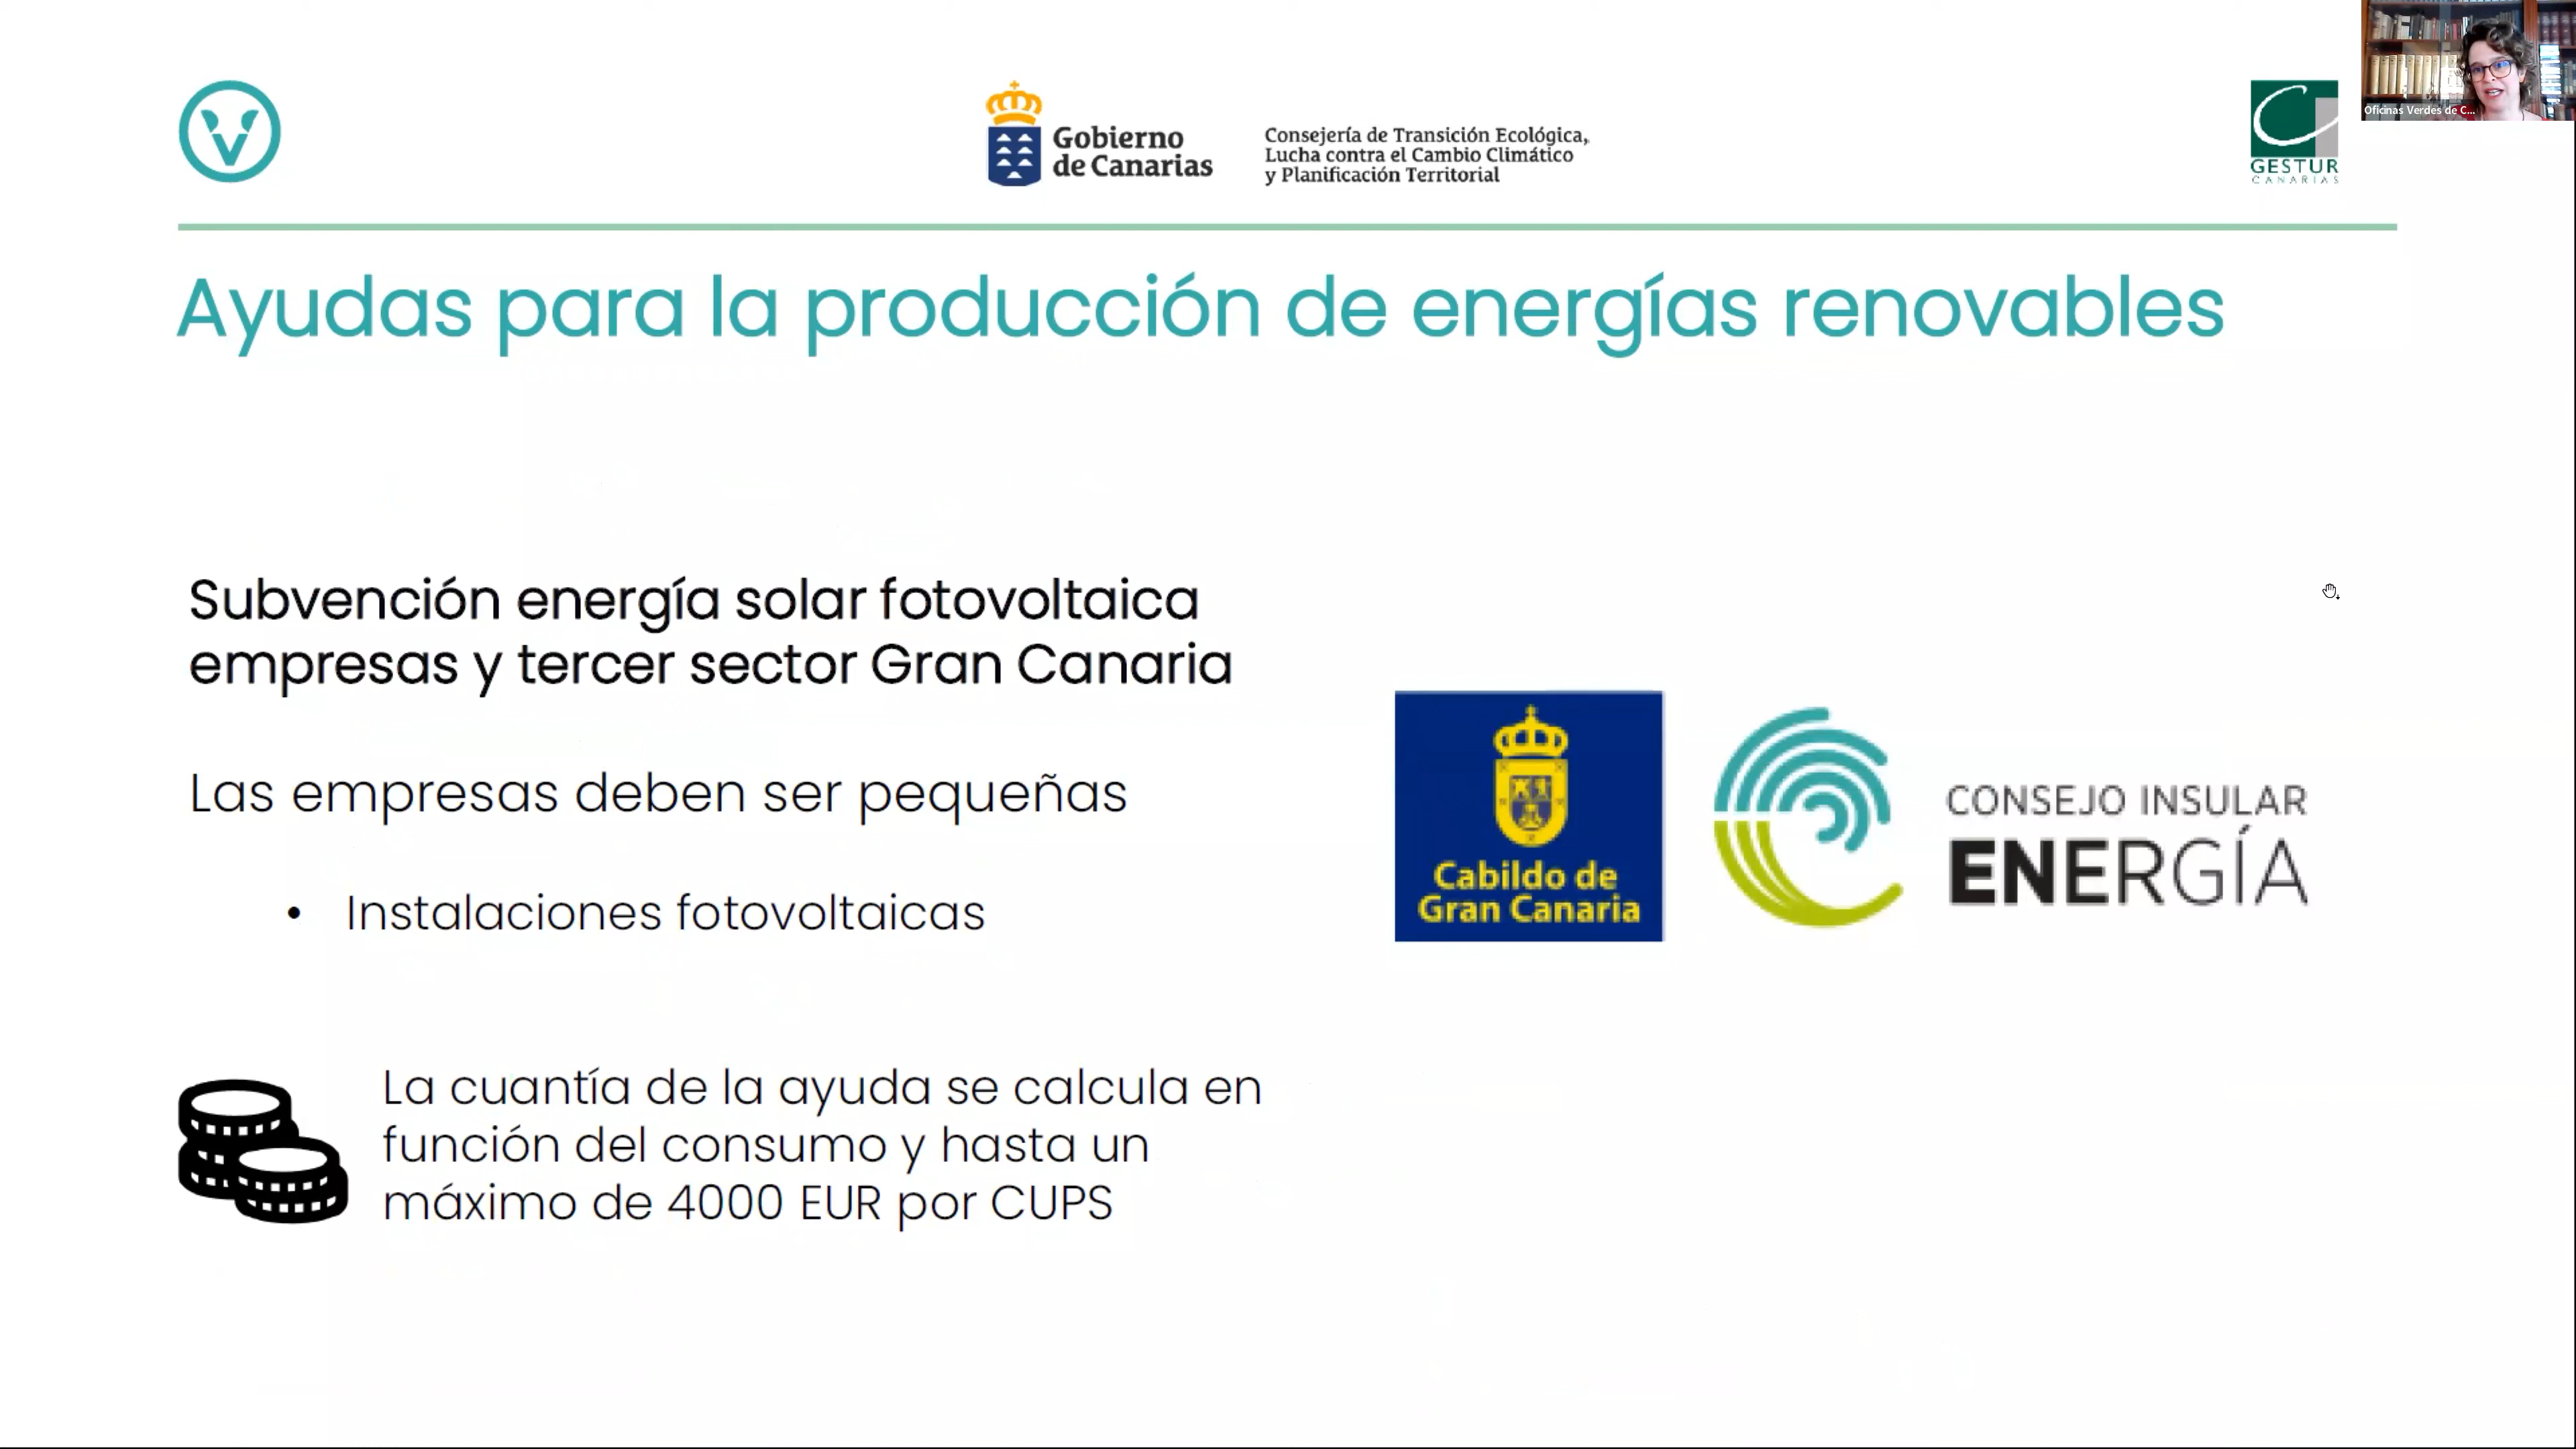 Gobierno
de Canarias
Consejería de Transición Ecológica,
Lucha contra el Cambio Climático
y Planificación Territorial
GESTUR
CANARIAS
Oficinas Verdes de C...
Ayudas para la producción de energías renovables
Subvención energía solar fotovoltaica
empresas y tercer sector Gran Canaria
Las empresas deben ser pequeñas
• Instalaciones fotovoltaicas
La cuantía de la ayuda se calcula en
función del consumo y hasta un
máximo de 4000 EUR por CUPS
Cabildo de
Gran Canaria
CONSEJO INSULAR
ENERGÍA